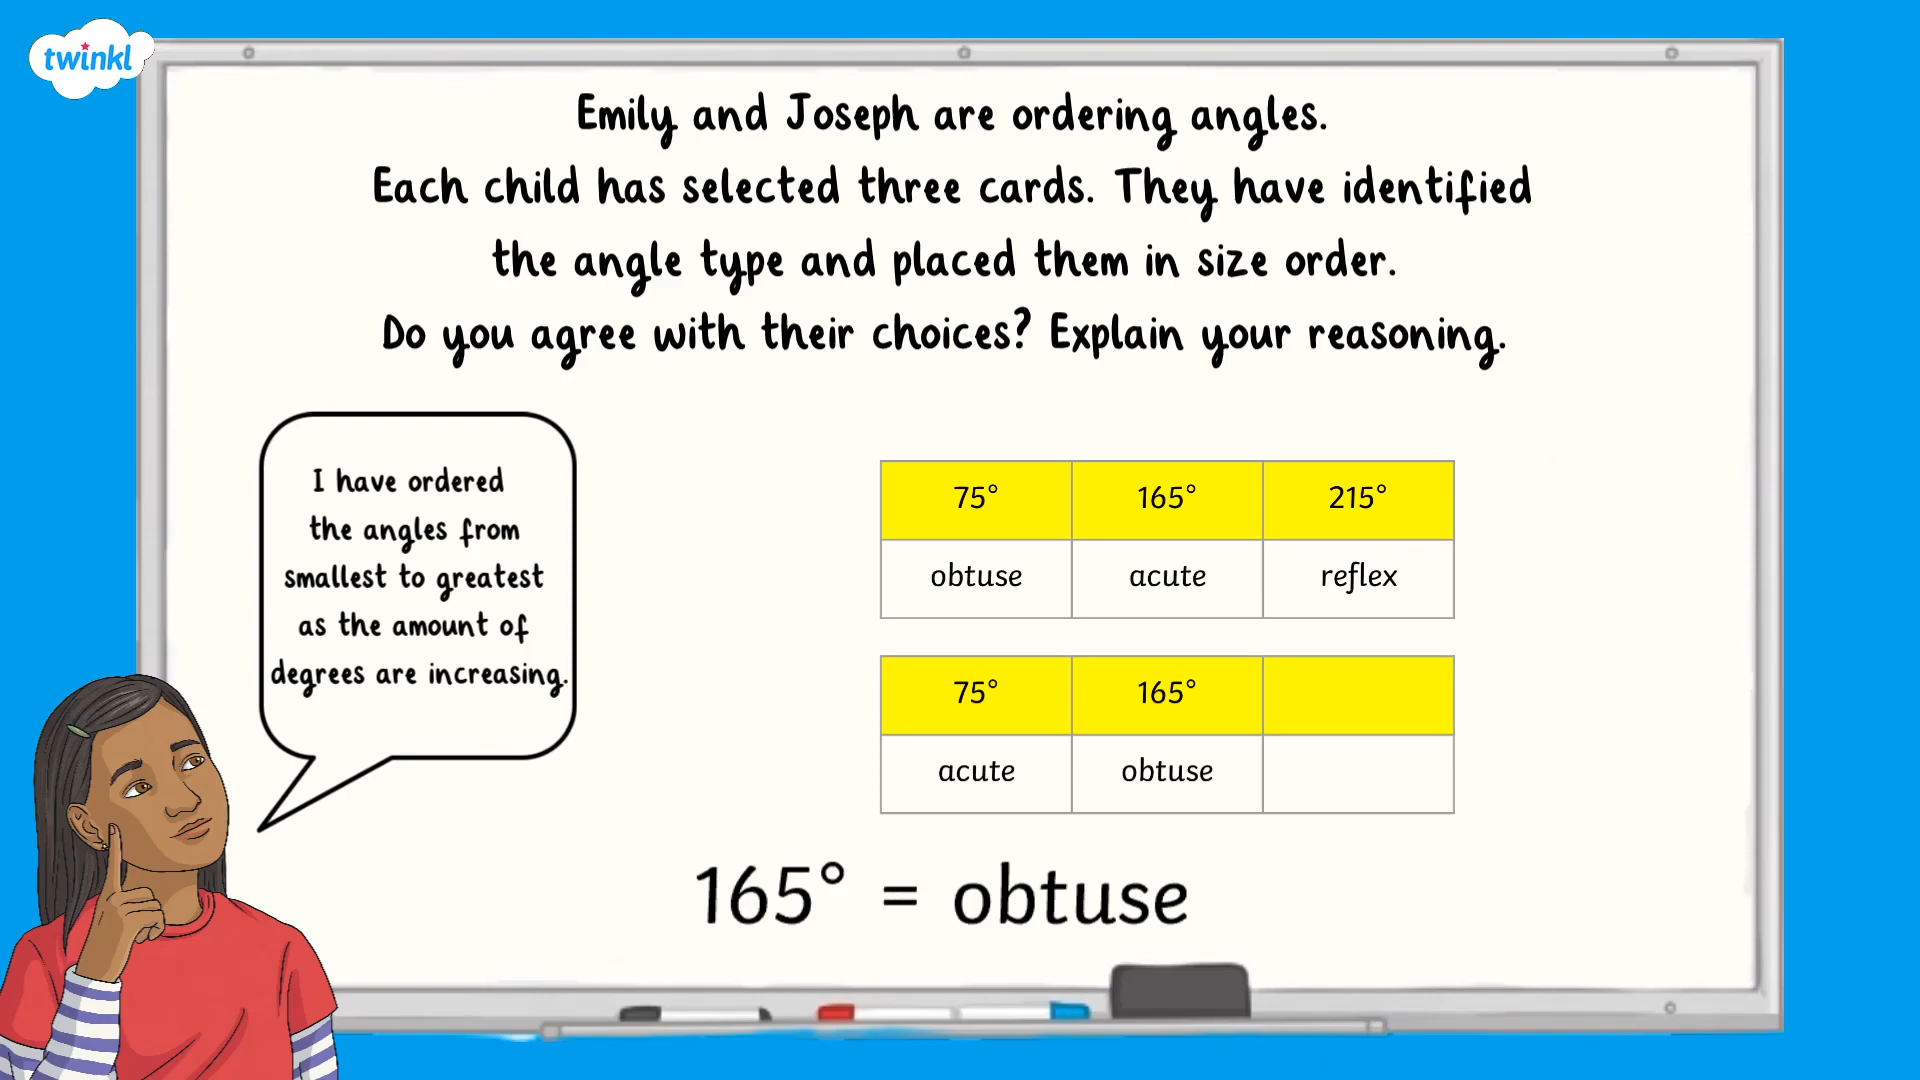 twinkl
Emily and Joseph are ordering angles.
Each child has selected three cards. They have identified
the angle type and placed them in size order.
Do you agree with their choices? Explain your reasoning.
I have ordered
the angles from
smallest to greatest
as the amount of
degrees are increasing.
75° 165° 215°
obtuse acute reflex
75° 165°
acute obtuse
165° = obtuse